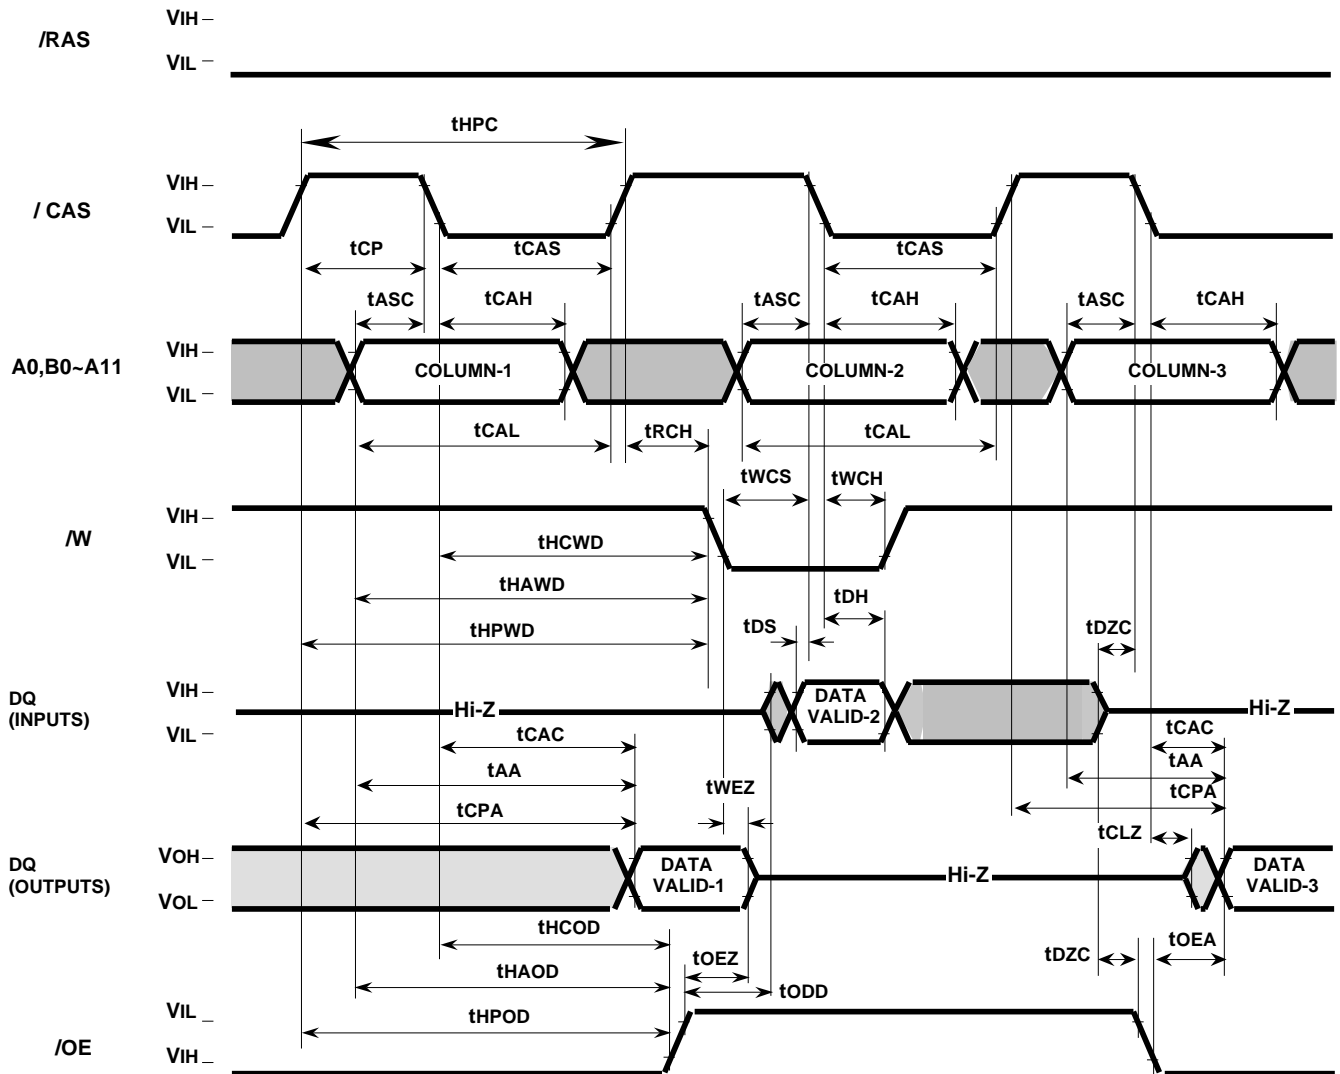 VIH
/RAS
VIL
tHPC
VIH
/ CAS
VIL
tCP
tCAS
tCAS
tASC
tCAH
tASC
tCAH
tASC
tCAH
VIH
A0,B0~A11
COLUMN-1
COLUMN-2
COLUMN-3
VIL
tCAL
tRCH
tCAL
tWCS
tWCH
VIH
/W
VIL
tHCWD
tHAWD
tDH
tHPWD
tDS
tDZC
VIH
DQ
(INPUTS)
Hi-Z
DATA
VALID-2
Hi-Z
VIL
tCAC
tCAC
tAA
tAA
tWEZ
tCPA
tCPA
tCLZ
VOH
DQ
(OUTPUTS)
DATA
VALID-1
Hi-Z
DATA
VALID-3
VOL
tHCOD
tOEZ
tDZC
tOEA
tHAOD
tODD
VIL
tHPOD
/OE
VIH